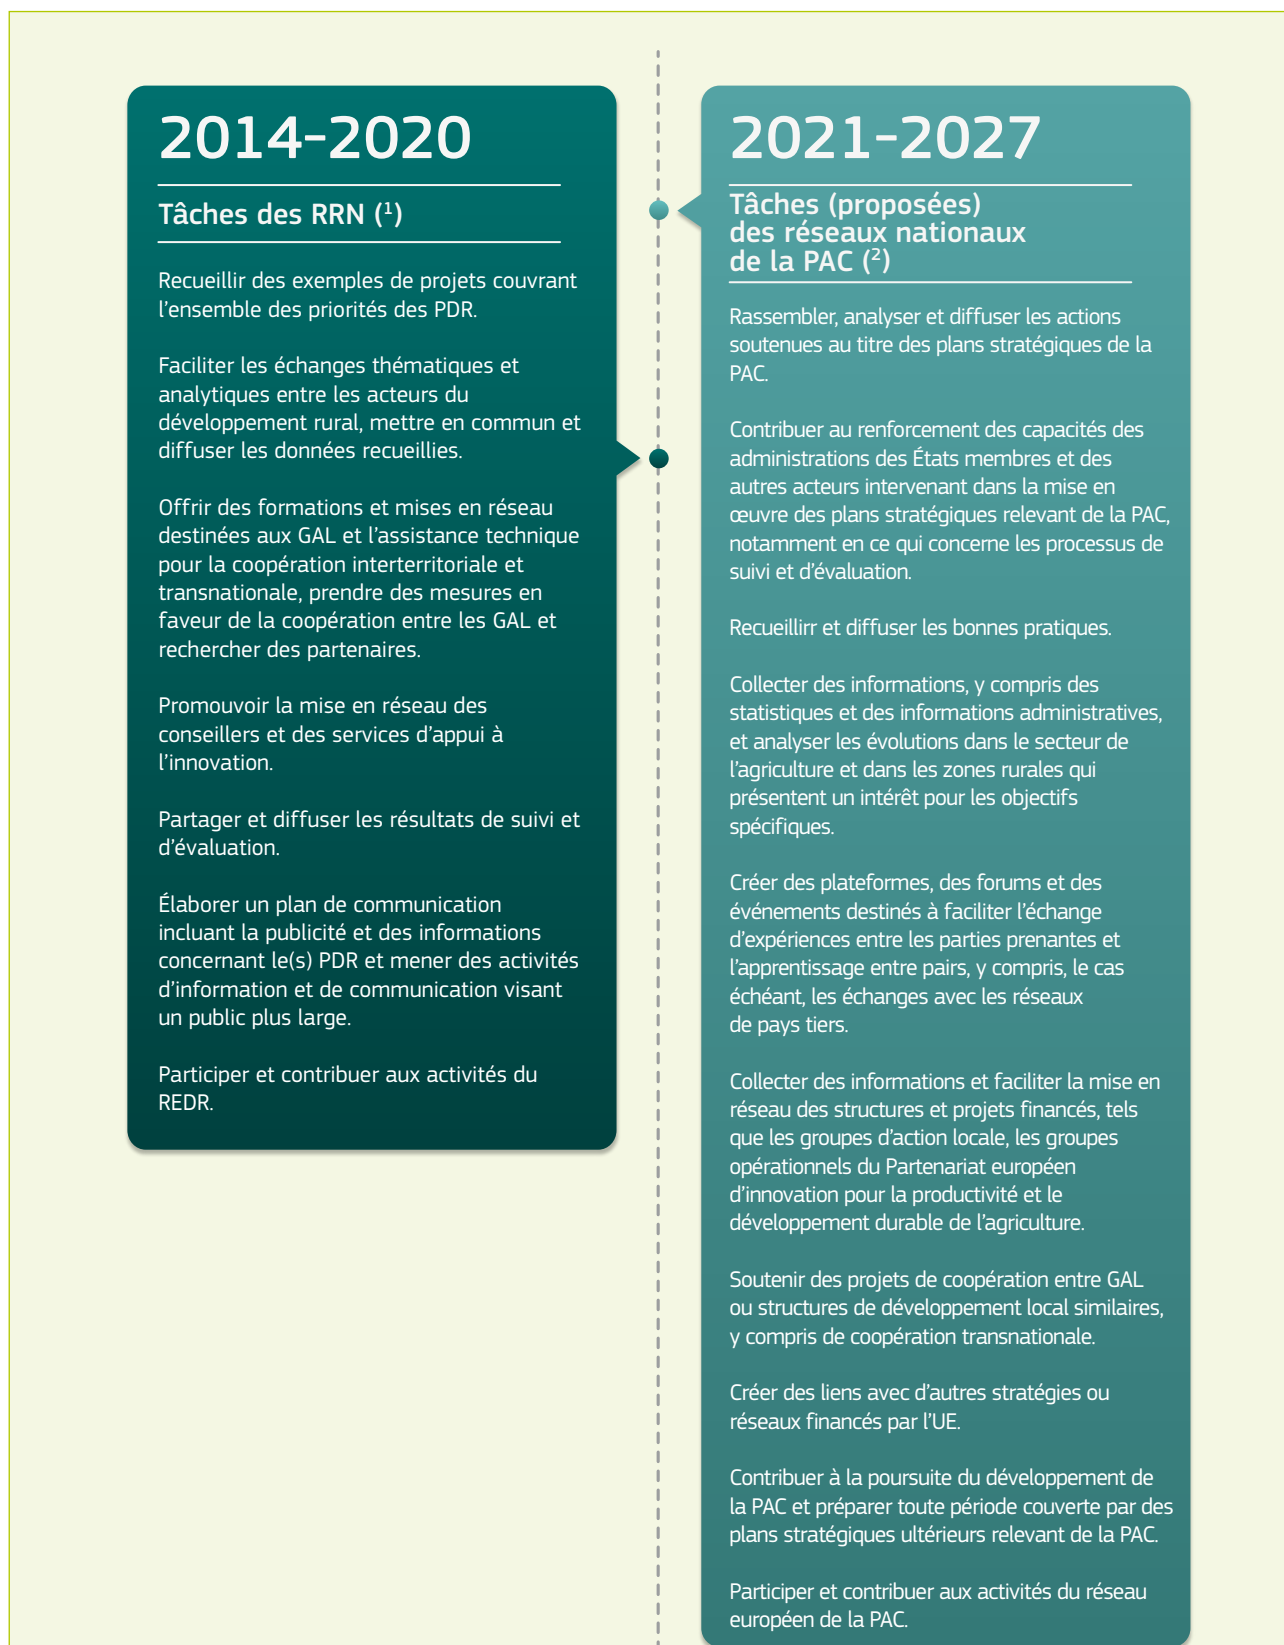 2014-2020
Tâches des RRN (¹)
Recueillir des exemples de projets couvrant
l'ensemble des priorités des PDR.
Faciliter les échanges thématiques et
analytiques entre les acteurs du
développement rural, mettre en commun et
diffuser les données recueillies.
Offrir des formations et mises en réseau
destinées aux GAL et l'assistance technique
pour la coopération interterritoriale et
transnationale, prendre des mesures en
faveur de la coopération entre les GAL et
rechercher des partenaires.
Promouvoir la mise en réseau des
conseillers et des services d'appui à
l'innovation.
Partager et diffuser les résultats de suivi et
d'évaluation.
Élaborer un plan de communication
incluant la publicité et des informations
concernant le(s) PDR et mener des activités
d'information et de communication visant
un public plus large.
Participer et contribuer aux activités du
REDR.
2021-2027
Tâches (proposées)
des réseaux nationaux
de la PAC (²)
Rassembler, analyser et diffuser les actions
soutenues au titre des plans stratégiques de la
PAC.
Contribuer au renforcement des capacités des
administrations des États membres et des
autres acteurs intervenant dans la mise en
œuvre des plans stratégiques relevant de la PAC,
notamment en ce qui concerne les processus de
suivi et d'évaluation.
Recueillirr et diffuser les bonnes pratiques.
Collecter des informations, y compris des
statistiques et des informations administratives,
et analyser les évolutions dans le secteur de
l'agriculture et dans les zones rurales qui
présentent un intérêt pour les objectifs
spécifiques.
Créer des plateformes, des forums et des
événements destinés à faciliter l'échange
d'expériences entre les parties prenantes et
l'apprentissage entre pairs, y compris, le cas
échéant, les échanges avec les réseaux
de pays tiers.
Collecter des informations et faciliter la mise en
réseau des structures et projets financés, tels
que les groupes d'action locale, les groupes
opérationnels du Partenariat européen
d'innovation pour la productivité et le
développement durable de l'agriculture.
Soutenir des projets de coopération entre GAL
ou structures de développement local similaires,
y compris de coopération transnationale.
Créer des liens avec d'autres stratégies ou
réseaux financés par l'UE.
Contribuer à la poursuite du développement de
la PAC et préparer toute période couverte par des
plans stratégiques ultérieurs relevant de la PAC.
Participer et contribuer aux activités du réseau
européen de la PAC.